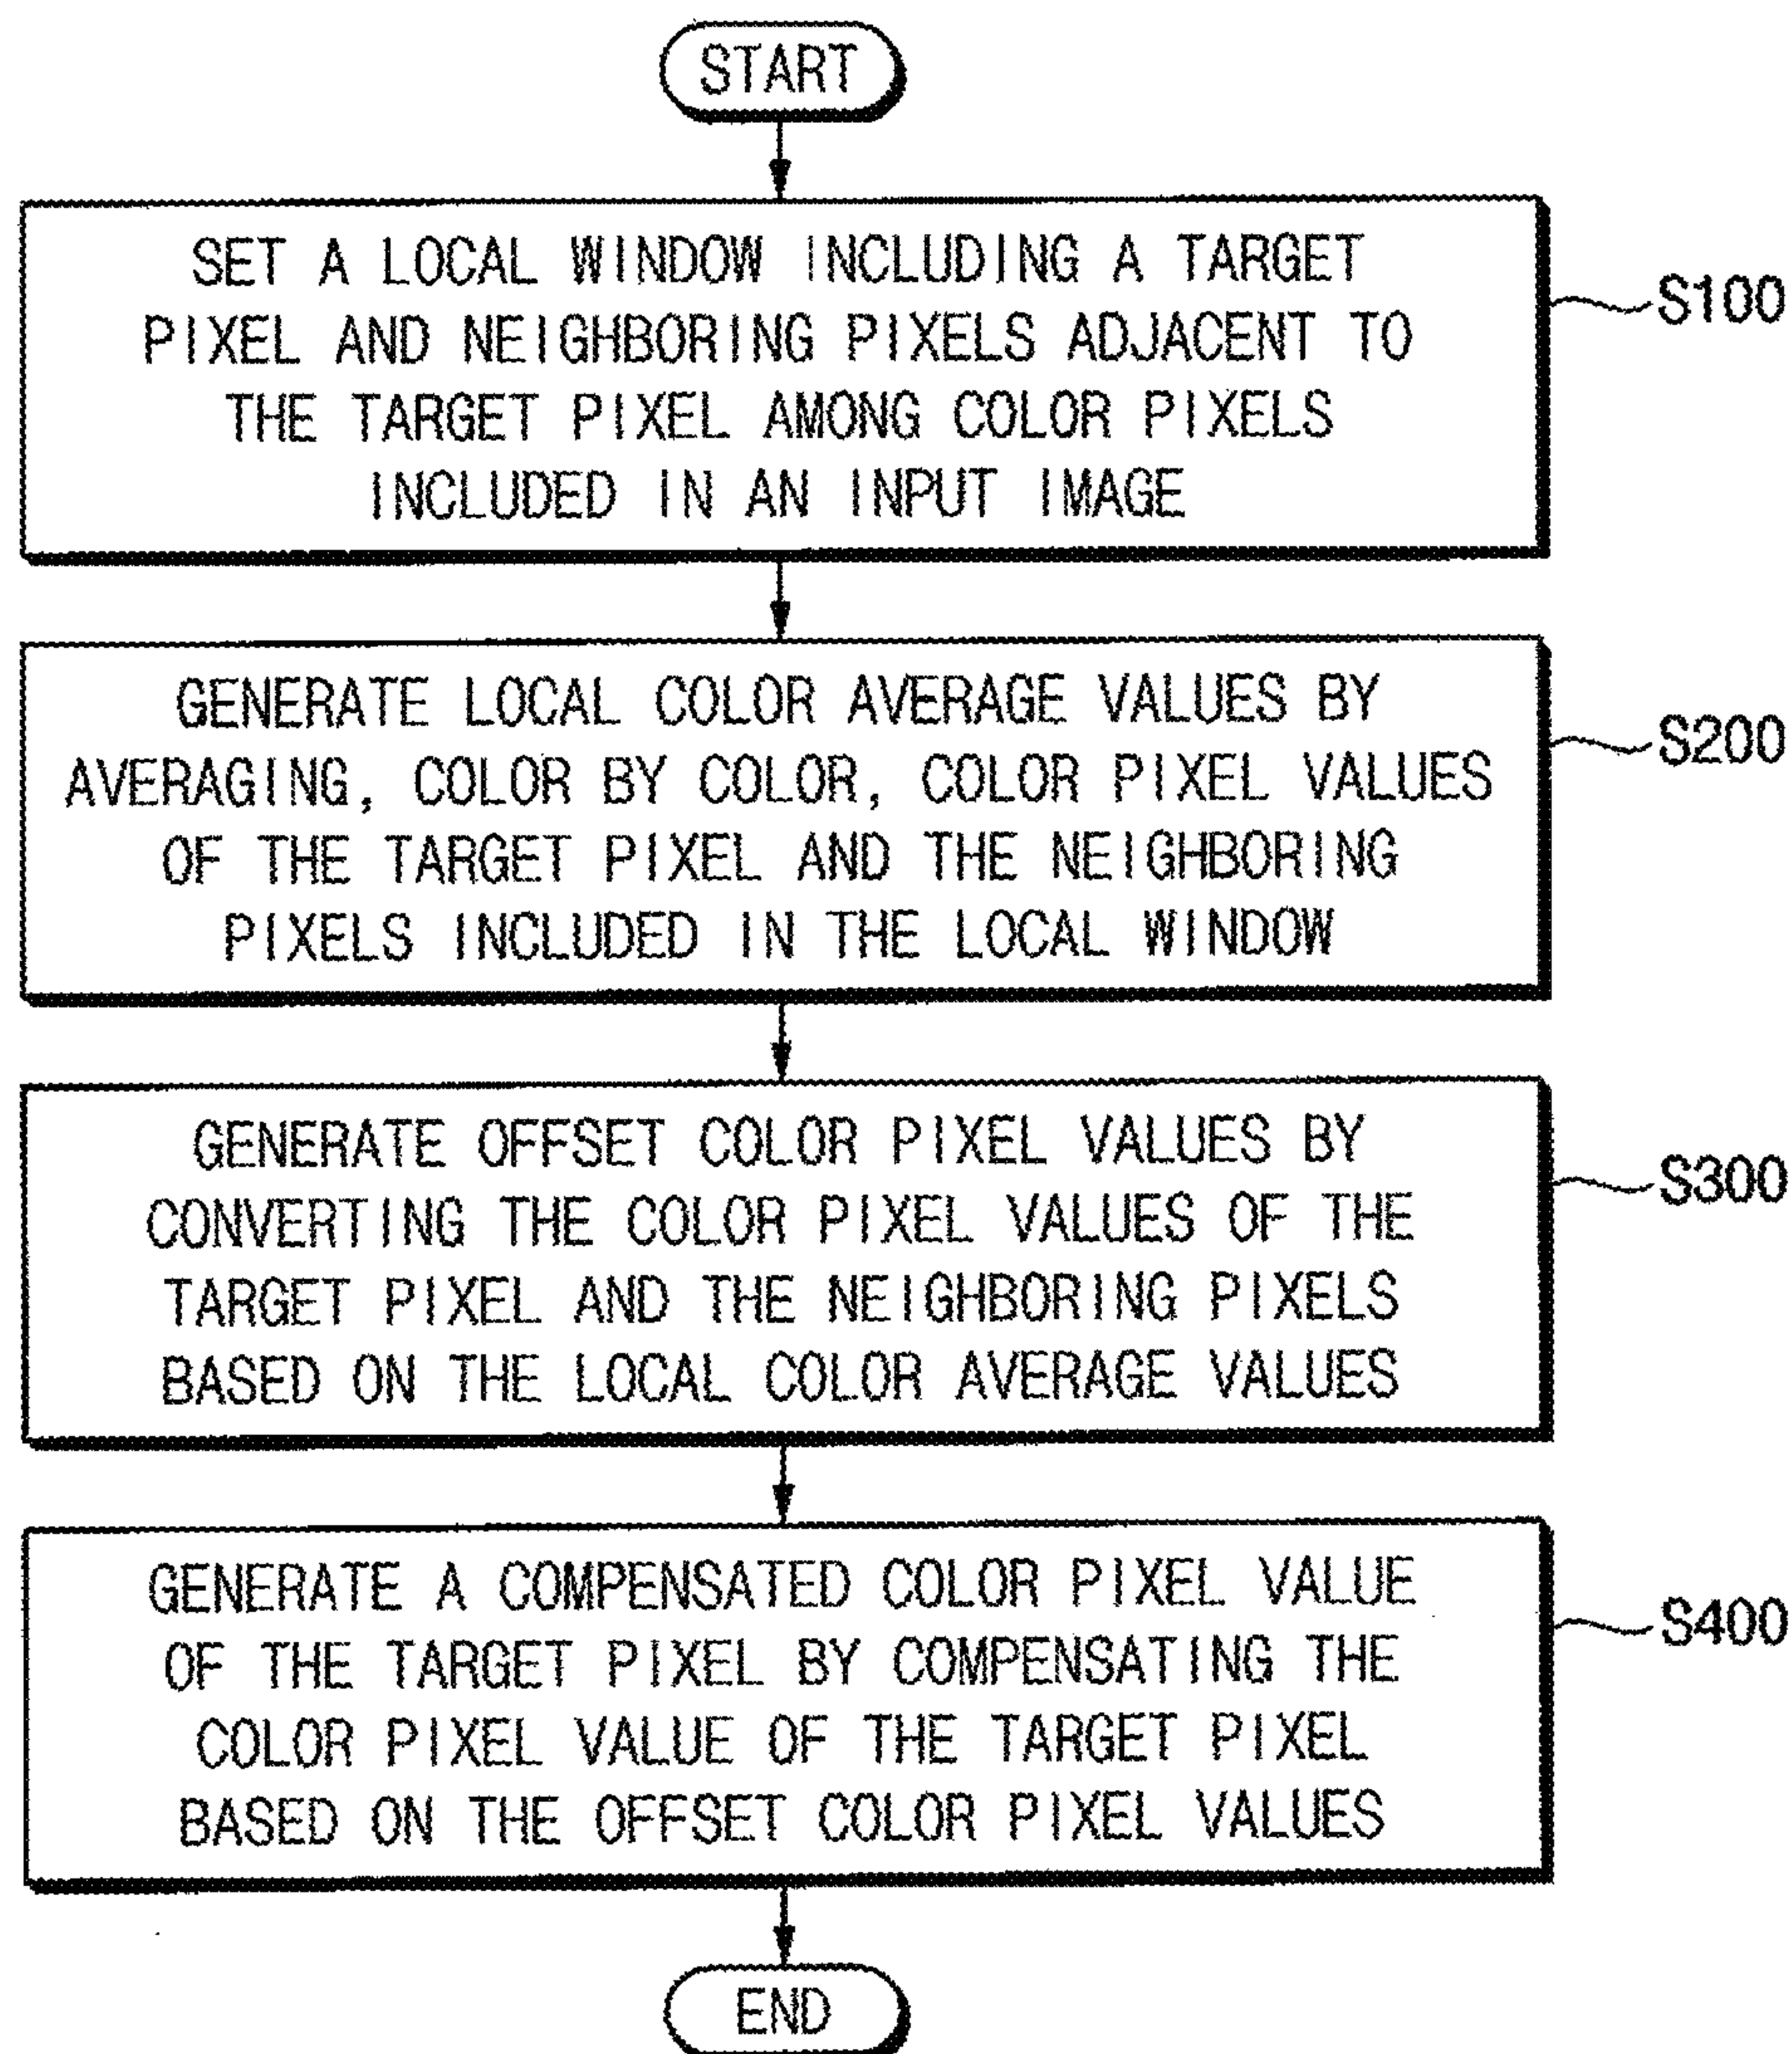 START
SET A LOCAL WINDOW INCLUDING A TARGET
PIXEL AND NEIGHBORING PIXELS ADJACENT TO
THE TARGET PIXEL AMONG COLOR PIXELS
INCLUDED IN AN INPUT IMAGE
S100
GENERATE LOCAL COLOR AVERAGE VALUES BY
AVERAGING, COLOR BY COLOR, COLOR PIXEL VALUES
OF THE TARGET PIXEL AND THE NEIGHBORING
PIXELS INCLUDED IN THE LOCAL WINDOW
S200
GENERATE OFFSET COLOR PIXEL VALUES BY
CONVERTING THE COLOR PIXEL VALUES OF THE
TARGET PIXEL AND THE NEIGHBORING PIXELS
BASED ON THE LOCAL COLOR AVERAGE VALUES
S300
GENERATE A COMPENSATED COLOR PIXEL VALUE
OF THE TARGET PIXEL BY COMPENSATING THE
COLOR PIXEL VALUE OF THE TARGET PIXEL
BASED ON THE OFFSET COLOR PIXEL VALUES
S400
END